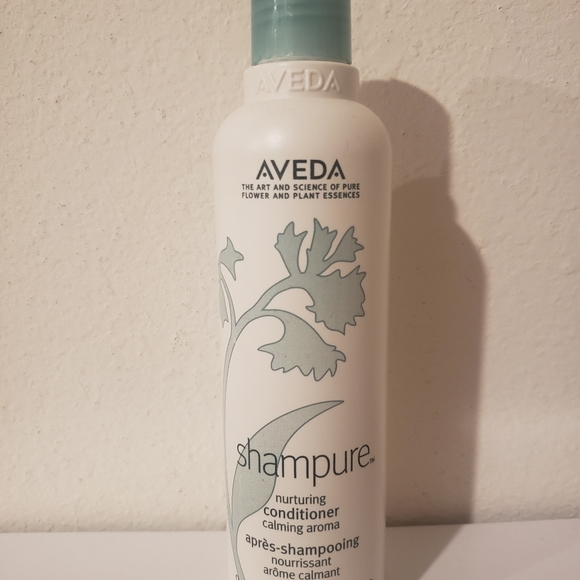 AVEDA
AVEDA
THE ART AND SCIENCE OF PURE
FLOWER AND PLANT ESSENCES
shampure™
nurturing
conditioner
calming aroma
après-shampooing
nourrissant
arôme calmant